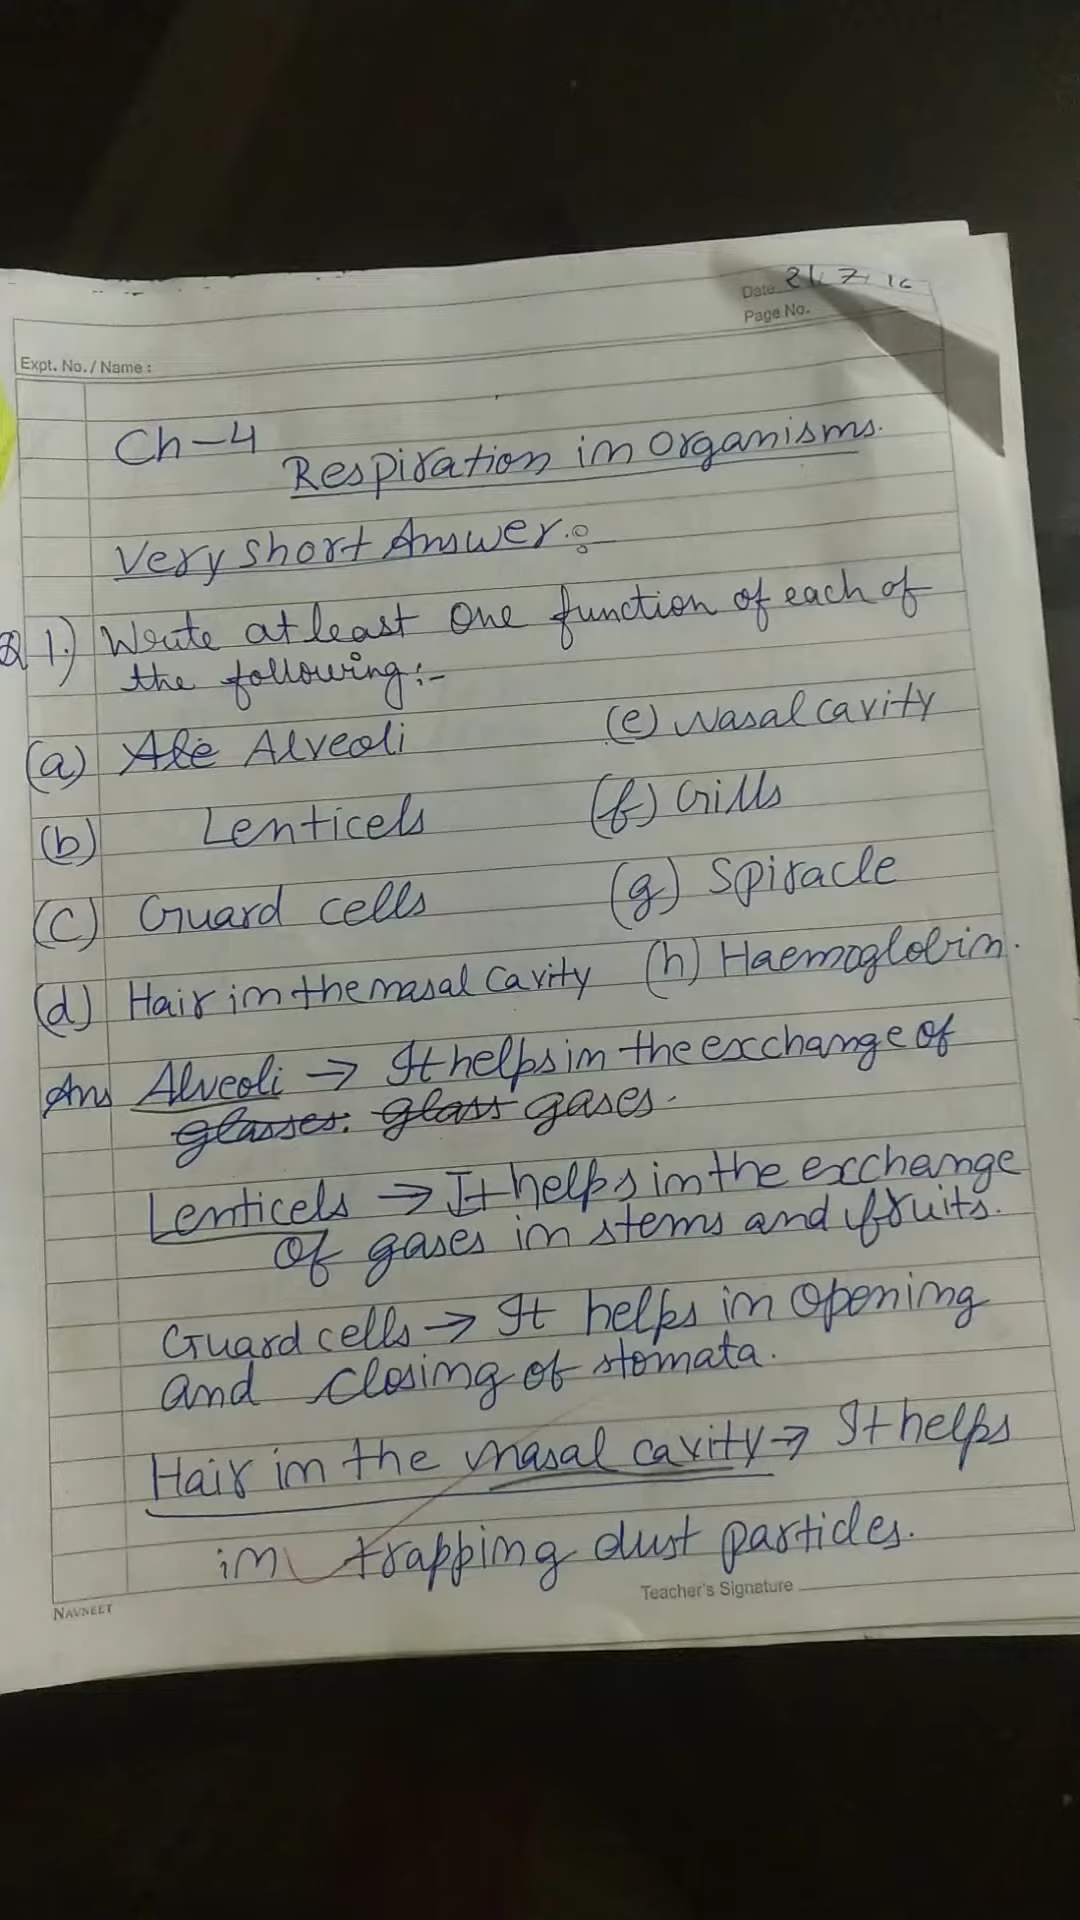 Date 21.7.16
Page No.
Expt. No. / Name :
Ch-4
Respiration in organisms.
Very short Answer:
Q 1.) Write at least One function of each of
the following:-
(a) Ale Alveoli (e) Nasal cavity
(b) Lenticels (f) Gills
(c) Guard cells (g) Spiracle
(d) Hair in the nasal cavity (h) Haemoglobin.
Ans Alveoli → It helps in the exchange of
glasses. glass gases.
Lenticels → It helps in the exchange
of gases in stems and fruits.
Guard cells → It helps in opening
and closing of stomata.
Hair in the nasal cavity → It helps
in trapping dust particles.
Teacher's Signature
NAVNEET